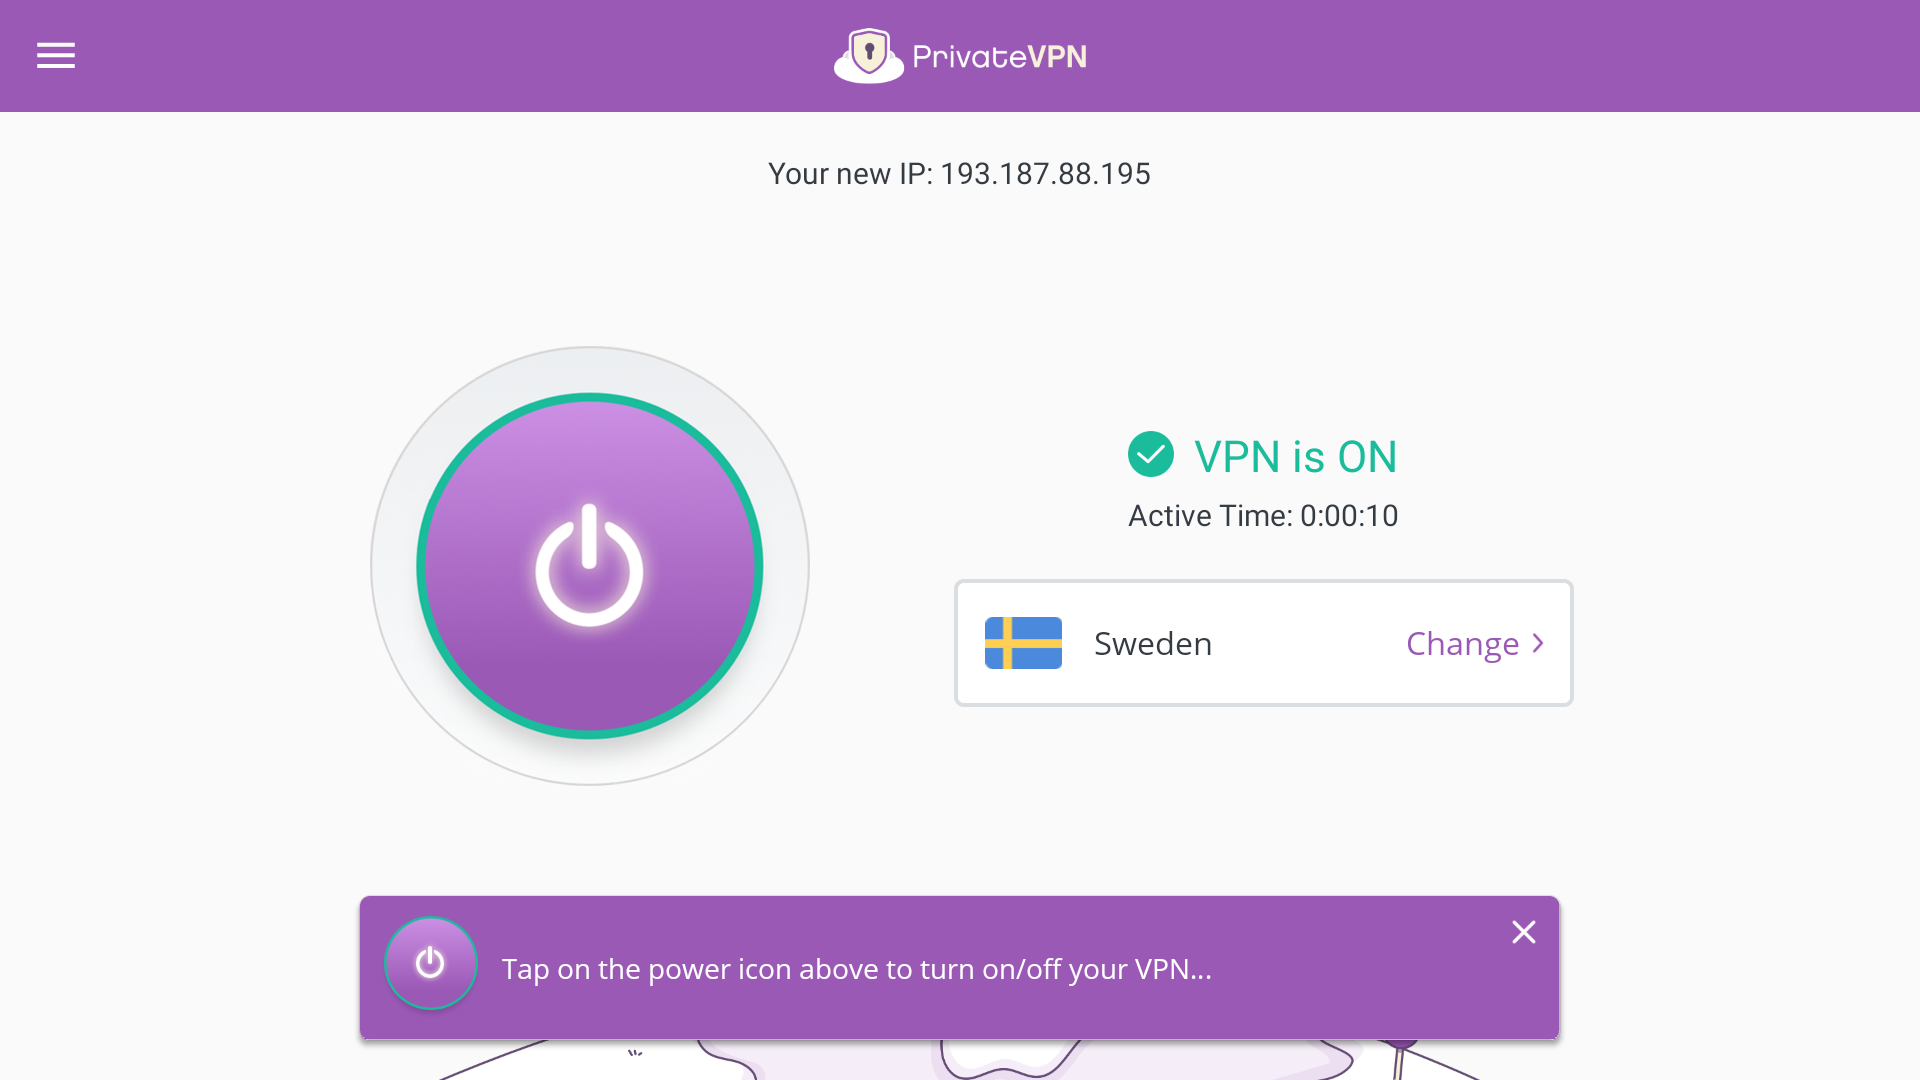 PrivateVPN
Your new IP: 193.187.88.195
VPN is ON
Active Time: 0:00:10
Sweden
Change
Tap on the power icon above to turn on/off your VPN...